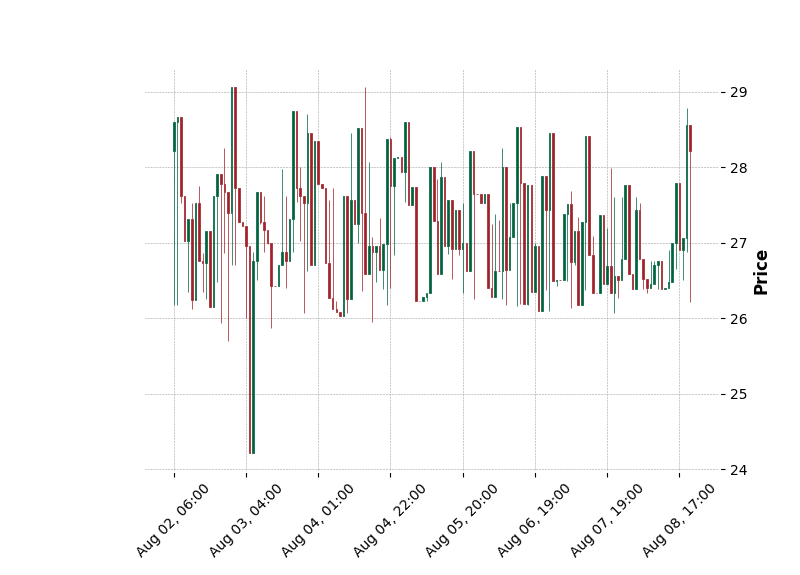 29
28
27
26
25
24
Price
Aug 02, 06:00
Aug 03, 04:00
Aug 04, 01:00
Aug 04, 22:00
Aug 05, 20:00
Aug 06, 19:00
Aug 07, 19:00
Aug 08, 17:00